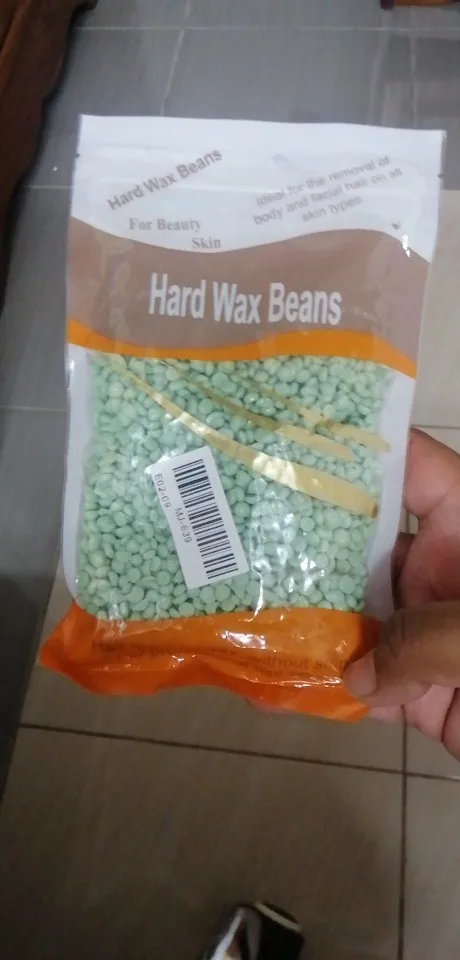 Hard Wax Beans
Ideal for the removal of
body and facial hair on all
skin types
For Beauty
Skin
Hard Wax Beans
E02-09 MJ-639